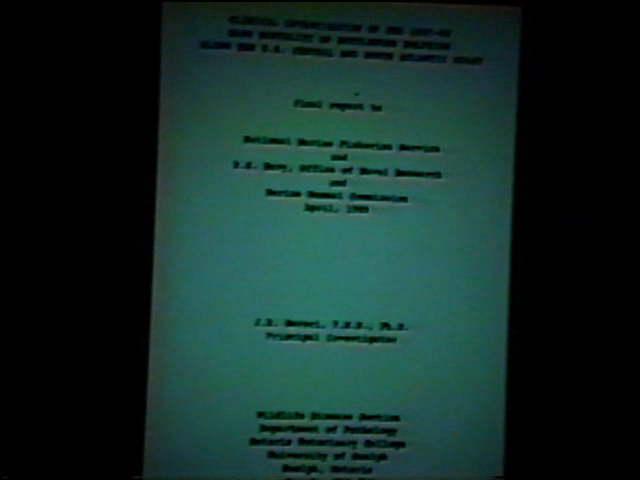 CLINICAL INVESTIGATION OF THE 1987-88
MASS MORTALITY OF BOTTLENOSE DOLPHINS
ALONG THE U.S. CENTRAL AND SOUTH ATLANTIC COAST
Final report to
National Marine Fisheries Service
and
U.S. Navy, Office of Naval Research
and
Marine Mammal Commission
April, 1989
J.R. Geraci, V.M.D., Ph.D.
Principal Investigator
Wildlife Disease Section
Department of Pathology
Ontario Veterinary College
University of Guelph
Guelph, Ontario